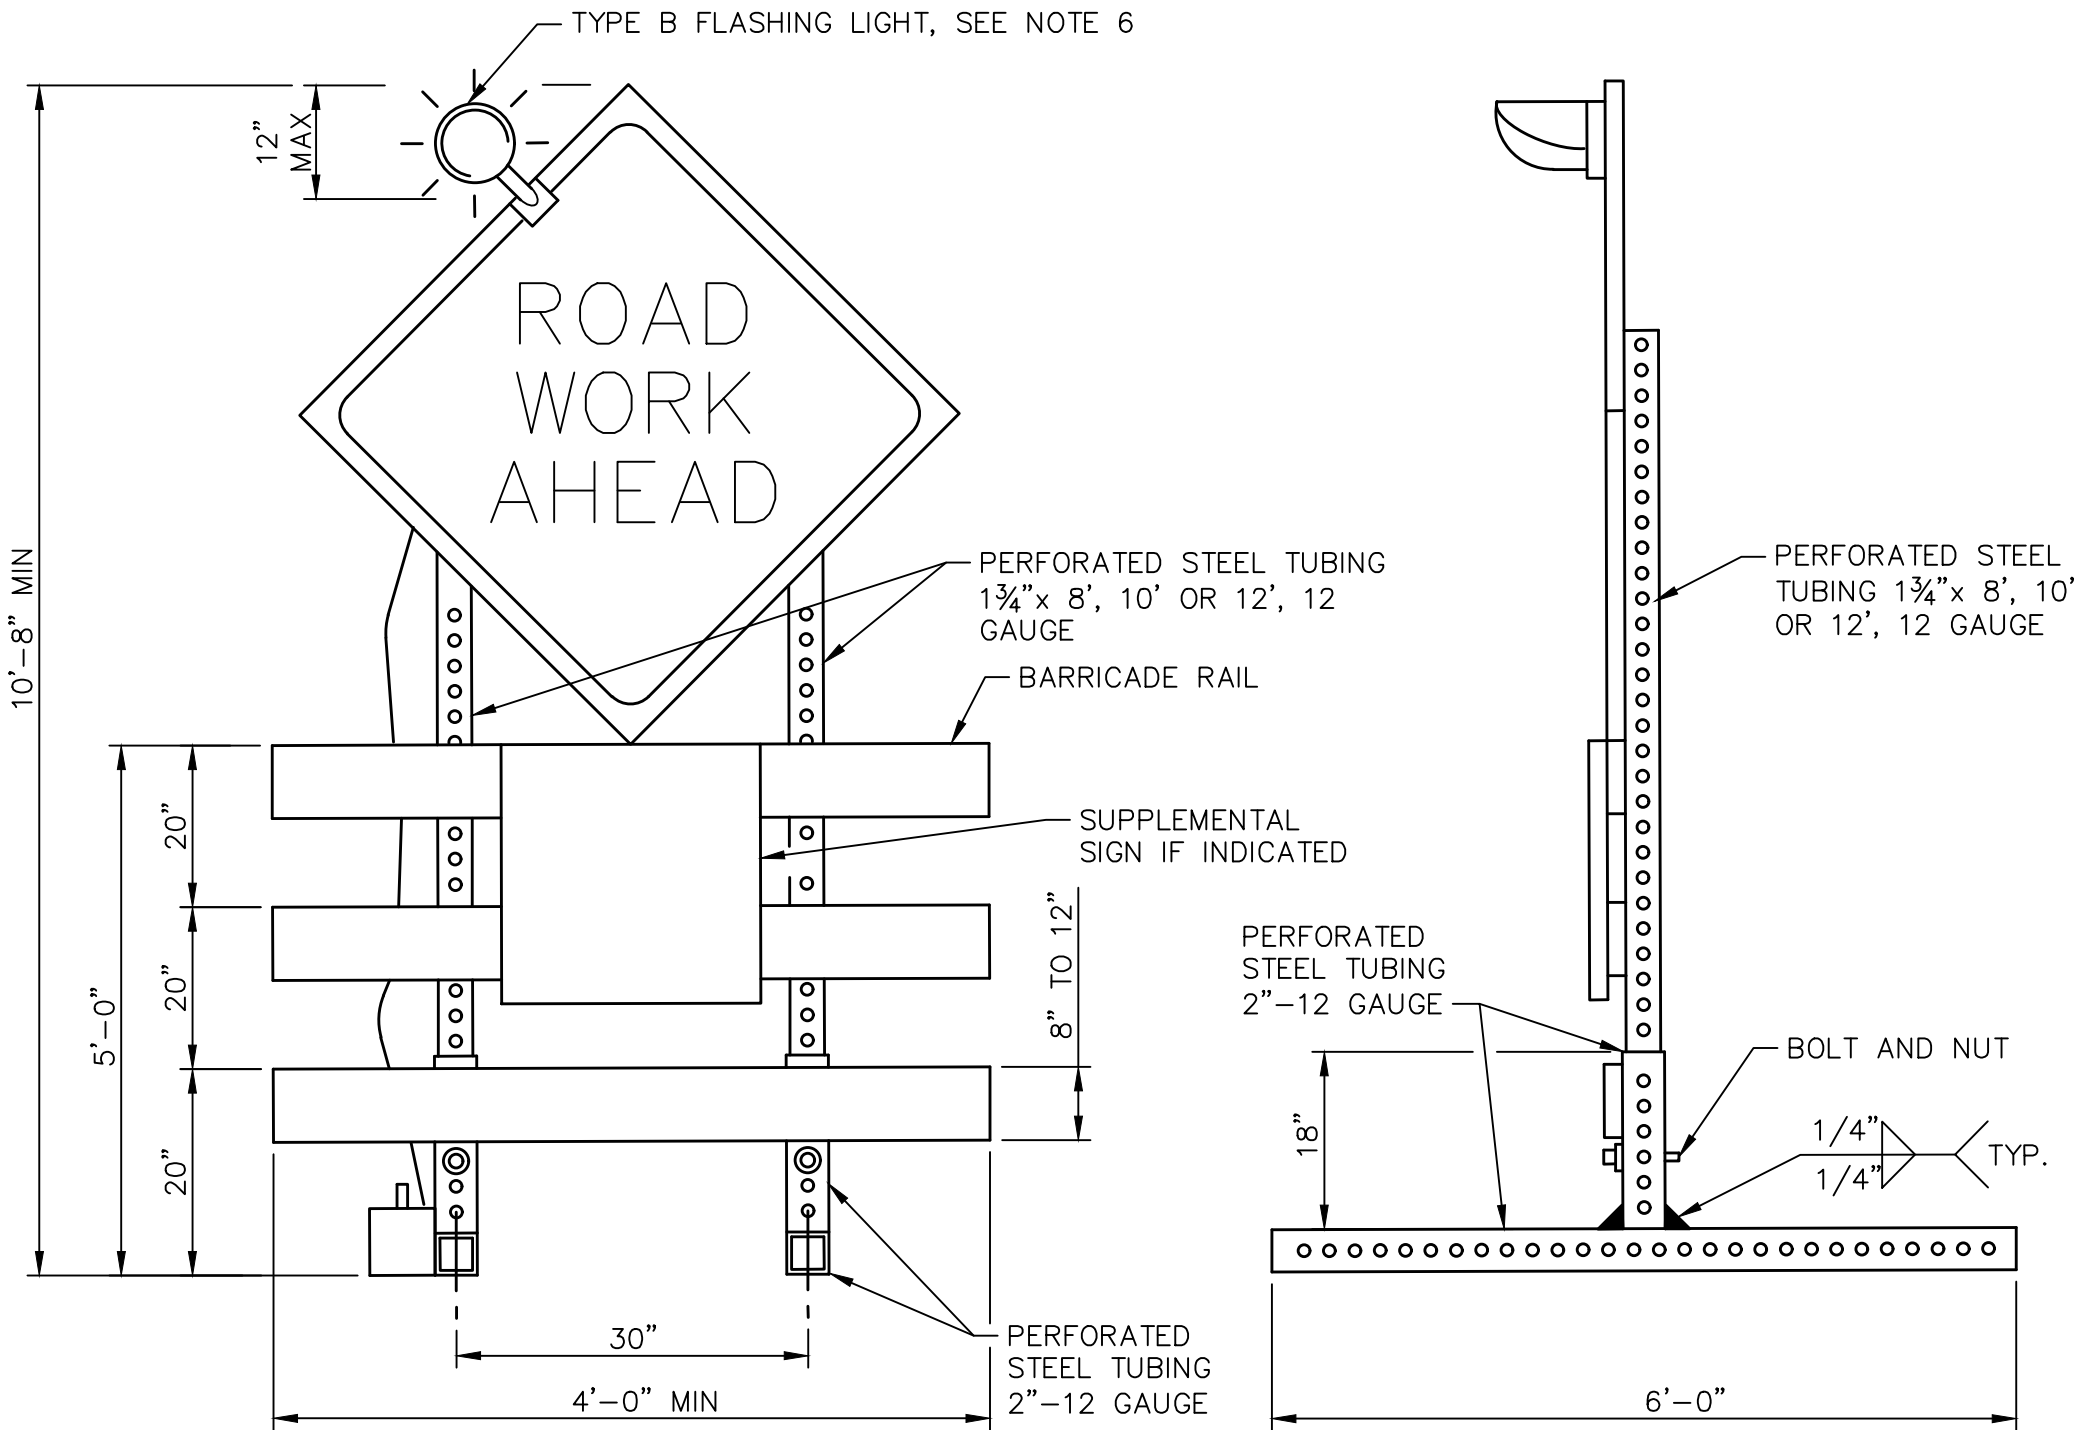 TYPE B FLASHING LIGHT, SEE NOTE 6
12”
MAX
10’-8” MIN
ROAD
WORK
AHEAD
PERFORATED STEEL TUBING
1¾”x 8’, 10’ OR 12’, 12
GAUGE
BARRICADE RAIL
SUPPLEMENTAL
SIGN IF INDICATED
5’-0”
20”
20”
20”
8” TO 12”
30”
4’-0” MIN
PERFORATED
STEEL TUBING
2”-12 GAUGE
PERFORATED STEEL
TUBING 1¾”x 8’, 10’
OR 12’, 12 GAUGE
PERFORATED
STEEL TUBING
2”-12 GAUGE
BOLT AND NUT
18”
1/4”
1/4”
TYP.
6’-0”